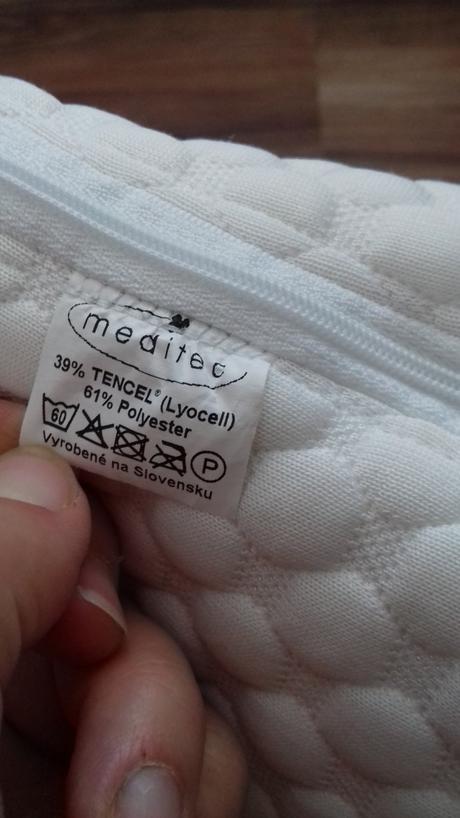 meditec
39% TENCEL® (Lyocell)
61% Polyester
60 P
Vyrobené na Slovensku